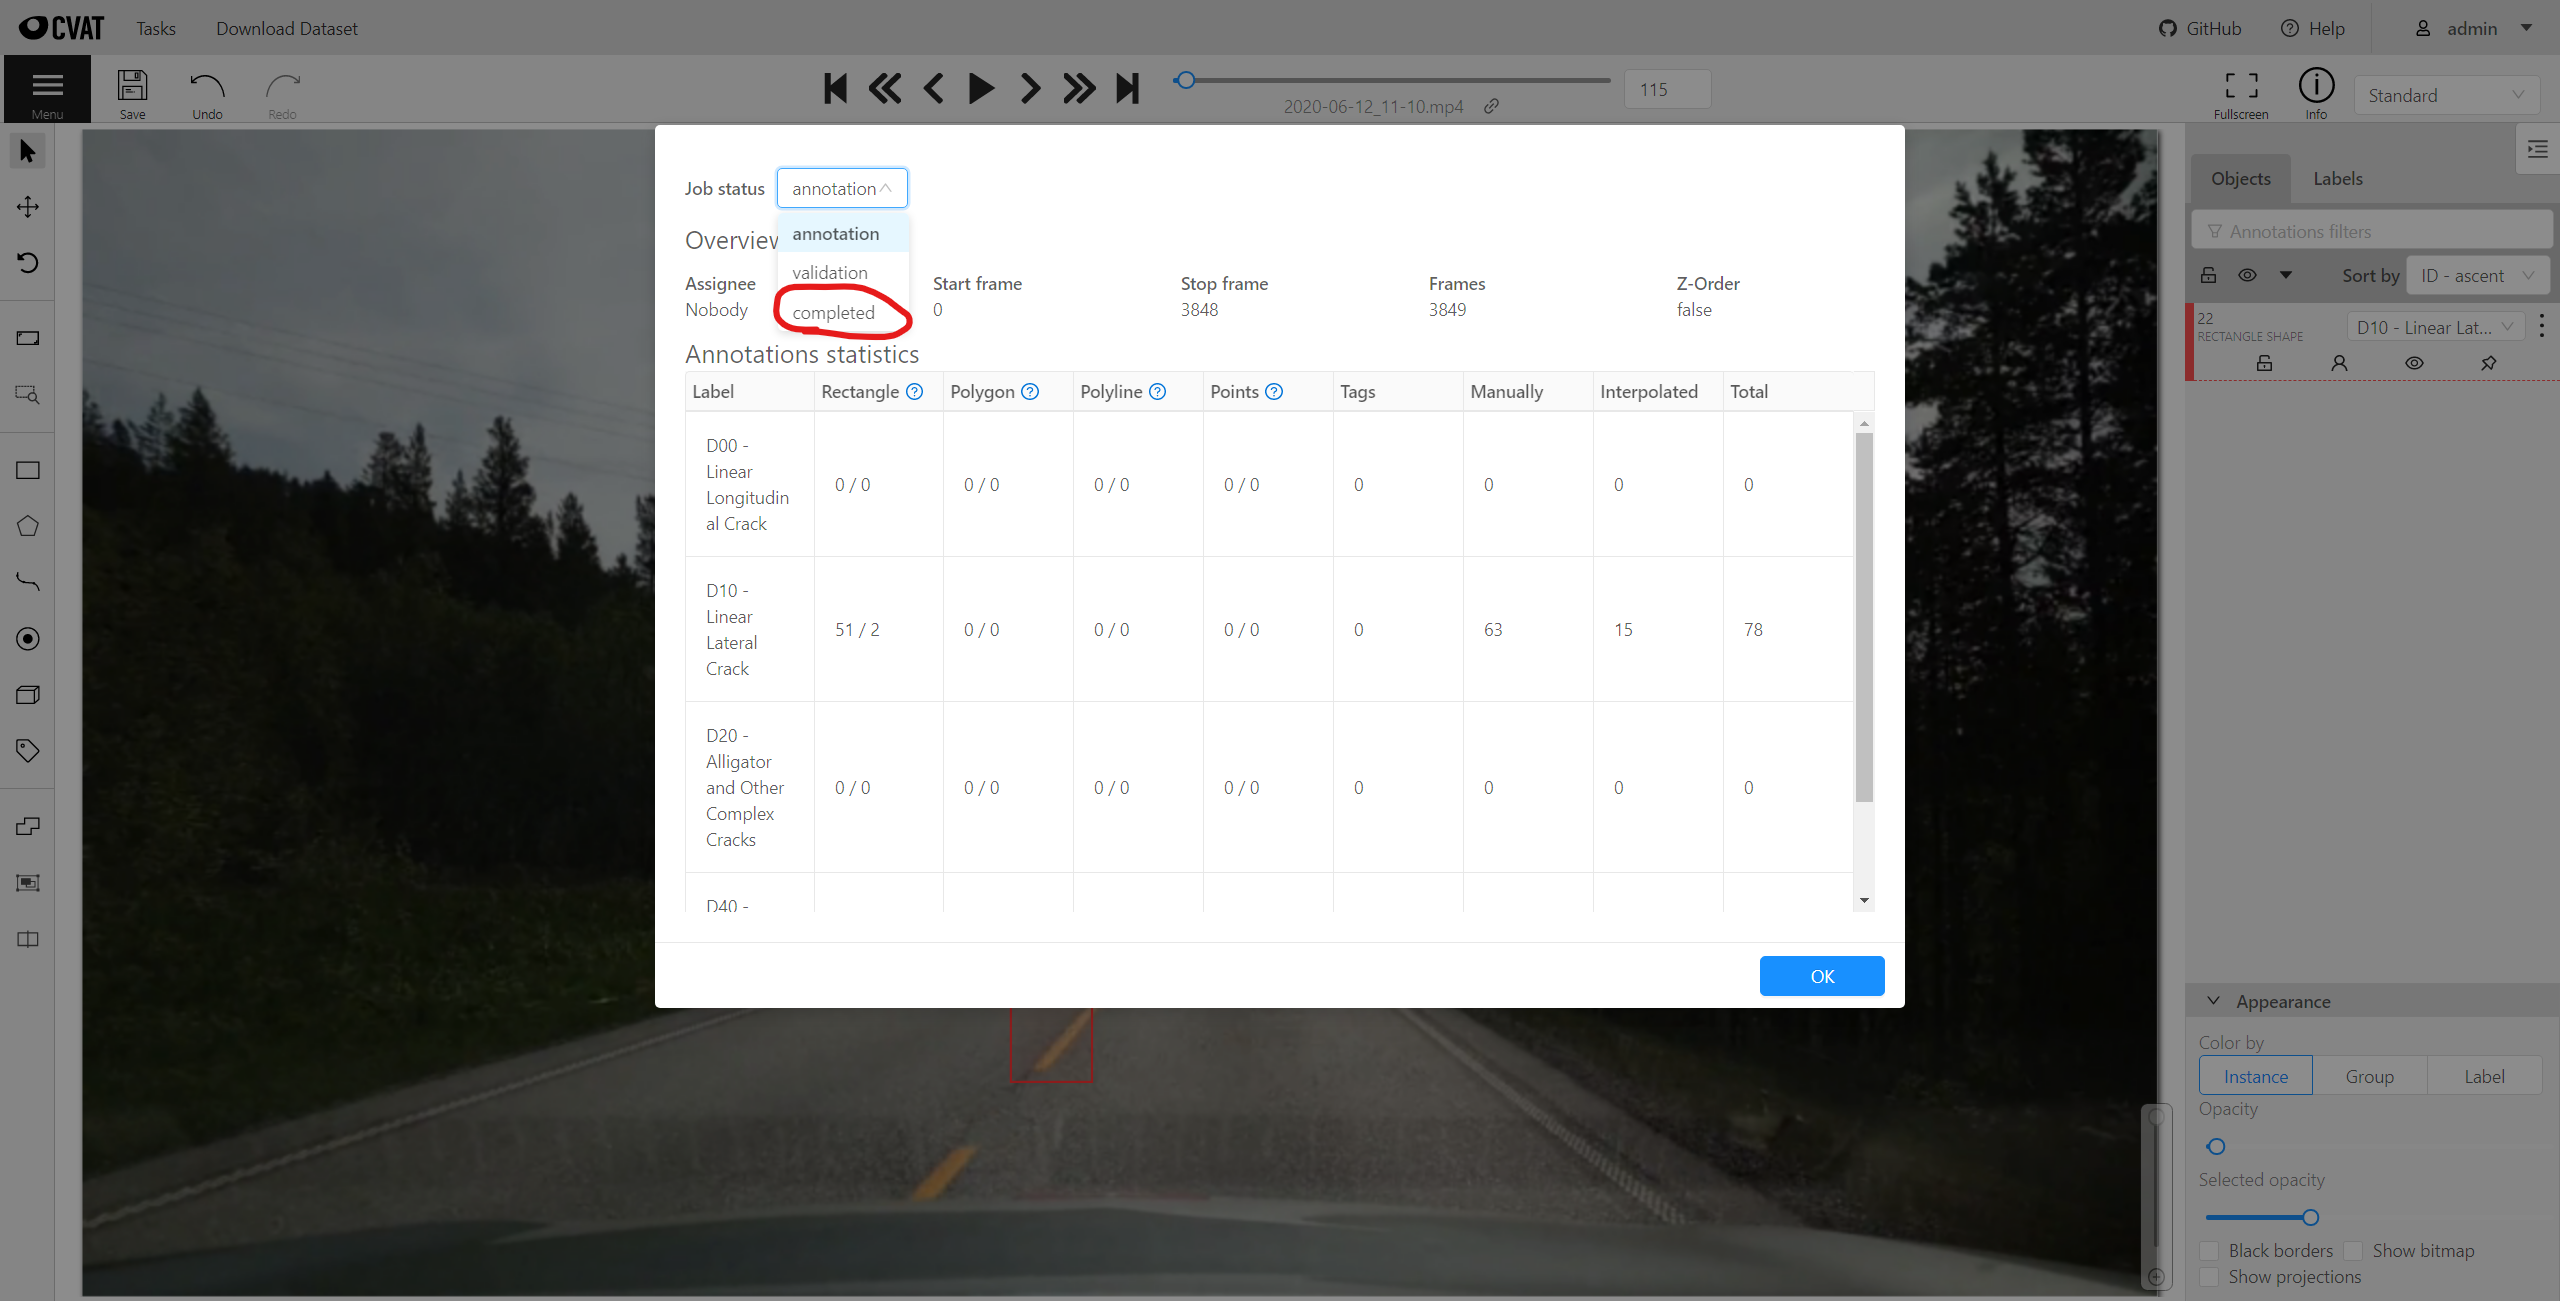 CVAT Tasks Download Dataset GitHub Help admin
Menu Save Undo Redo 2020-06-12_11-10.mp4 115 Fullscreen Info Standard
Job status annotation
annotation
validation
completed
Overview
Assignee Start frame Stop frame Frames Z-Order
Nobody 0 3848 3849 false
Annotations statistics
Label Rectangle Polygon Polyline Points Tags Manually Interpolated Total
D00 -
Linear
Longitudin
al Crack
0 / 0 0 / 0 0 / 0 0 / 0 0 0 0 0
D10 -
Linear
Lateral
Crack
51 / 2 0 / 0 0 / 0 0 / 0 0 63 15 78
D20 -
Alligator
and Other
Complex
Cracks
0 / 0 0 / 0 0 / 0 0 / 0 0 0 0 0
D40 -
OK
Objects Labels
Annotations filters
Sort by ID - ascent
22
RECTANGLE SHAPE
D10 - Linear Lat...
Appearance
Color by
Instance Group Label
Opacity
Selected opacity
Black borders Show bitmap
Show projections